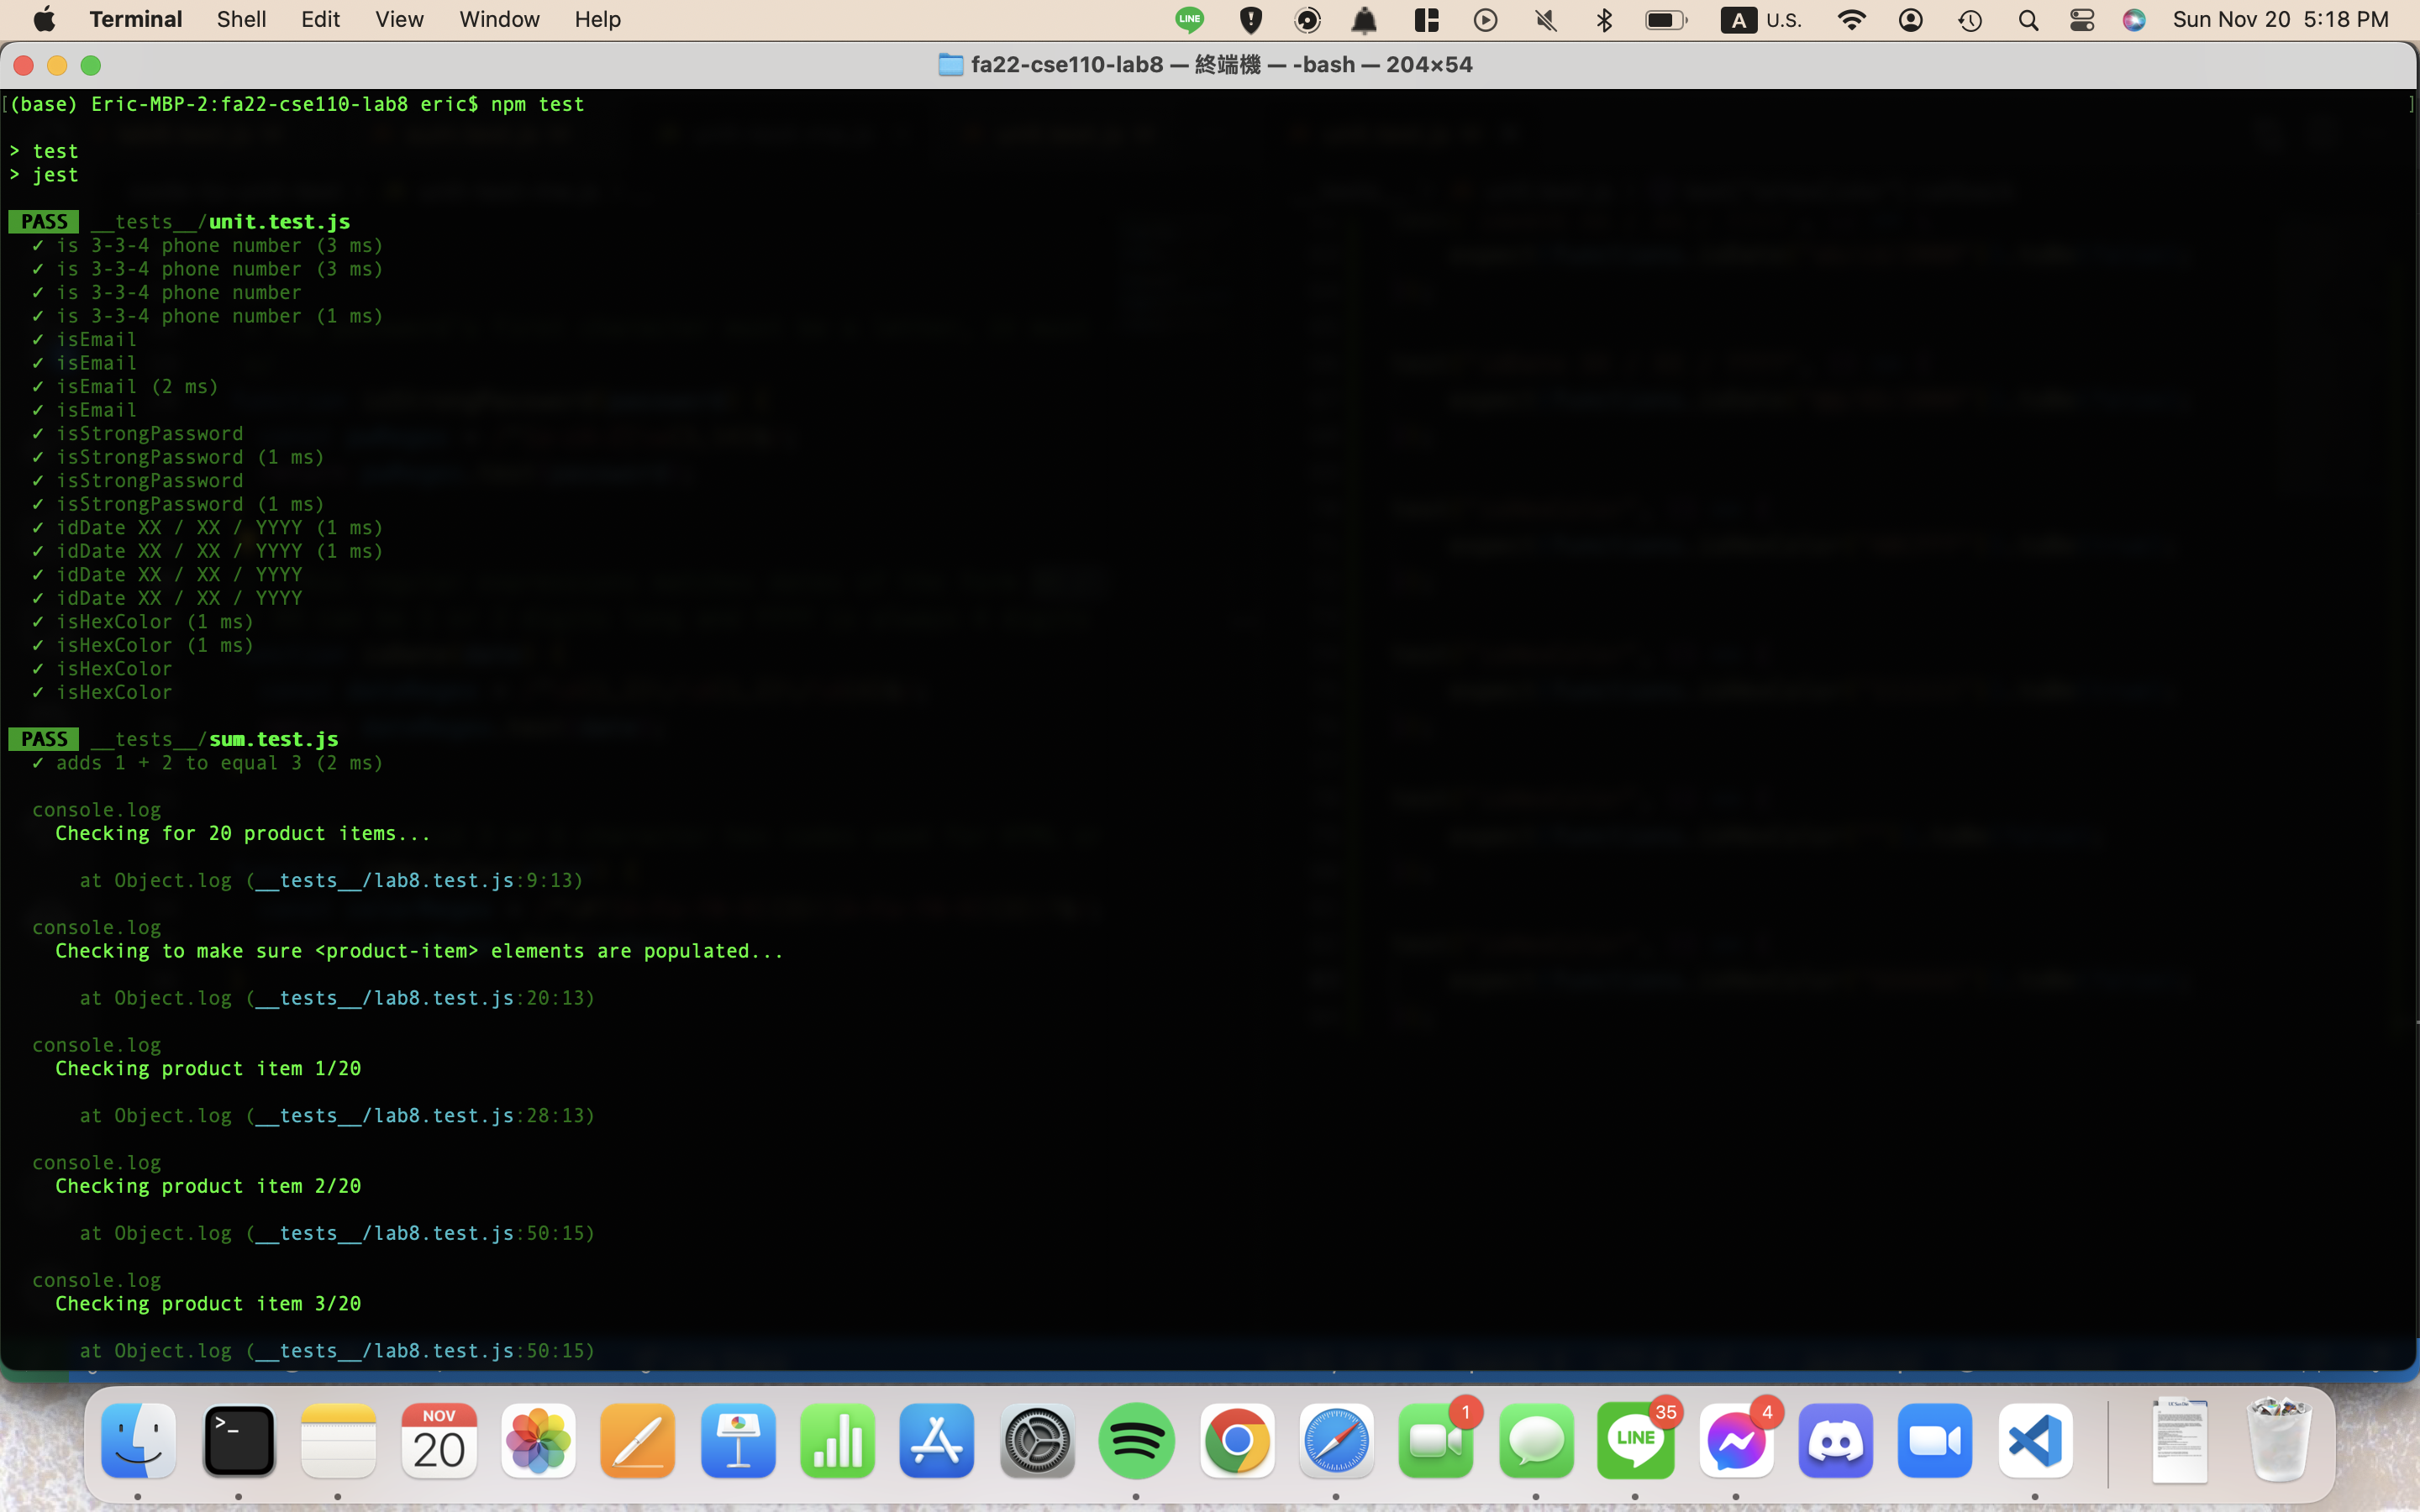 Terminal Shell Edit View Window Help LINE A U.S. Sun Nov 20 5:18 PM
fa22-cse110-lab8 — 終端機 — -bash — 204×54
[(base) Eric-MBP-2:fa22-cse110-lab8 eric$ npm test ]
> test
> jest
PASS __tests__/unit.test.js
✓ is 3-3-4 phone number (3 ms)
✓ is 3-3-4 phone number (3 ms)
✓ is 3-3-4 phone number
✓ is 3-3-4 phone number (1 ms)
✓ isEmail
✓ isEmail
✓ isEmail (2 ms)
✓ isEmail
✓ isStrongPassword
✓ isStrongPassword (1 ms)
✓ isStrongPassword
✓ isStrongPassword (1 ms)
✓ idDate XX / XX / YYYY (1 ms)
✓ idDate XX / XX / YYYY (1 ms)
✓ idDate XX / XX / YYYY
✓ idDate XX / XX / YYYY
✓ isHexColor (1 ms)
✓ isHexColor (1 ms)
✓ isHexColor
✓ isHexColor
PASS __tests__/sum.test.js
✓ adds 1 + 2 to equal 3 (2 ms)
console.log
Checking for 20 product items...
at Object.log (__tests__/lab8.test.js:9:13)
console.log
Checking to make sure <product-item> elements are populated...
at Object.log (__tests__/lab8.test.js:20:13)
console.log
Checking product item 1/20
at Object.log (__tests__/lab8.test.js:28:13)
console.log
Checking product item 2/20
at Object.log (__tests__/lab8.test.js:50:15)
console.log
Checking product item 3/20
at Object.log (__tests__/lab8.test.js:50:15)
NOV 1 35 4
>_ 20 LINE